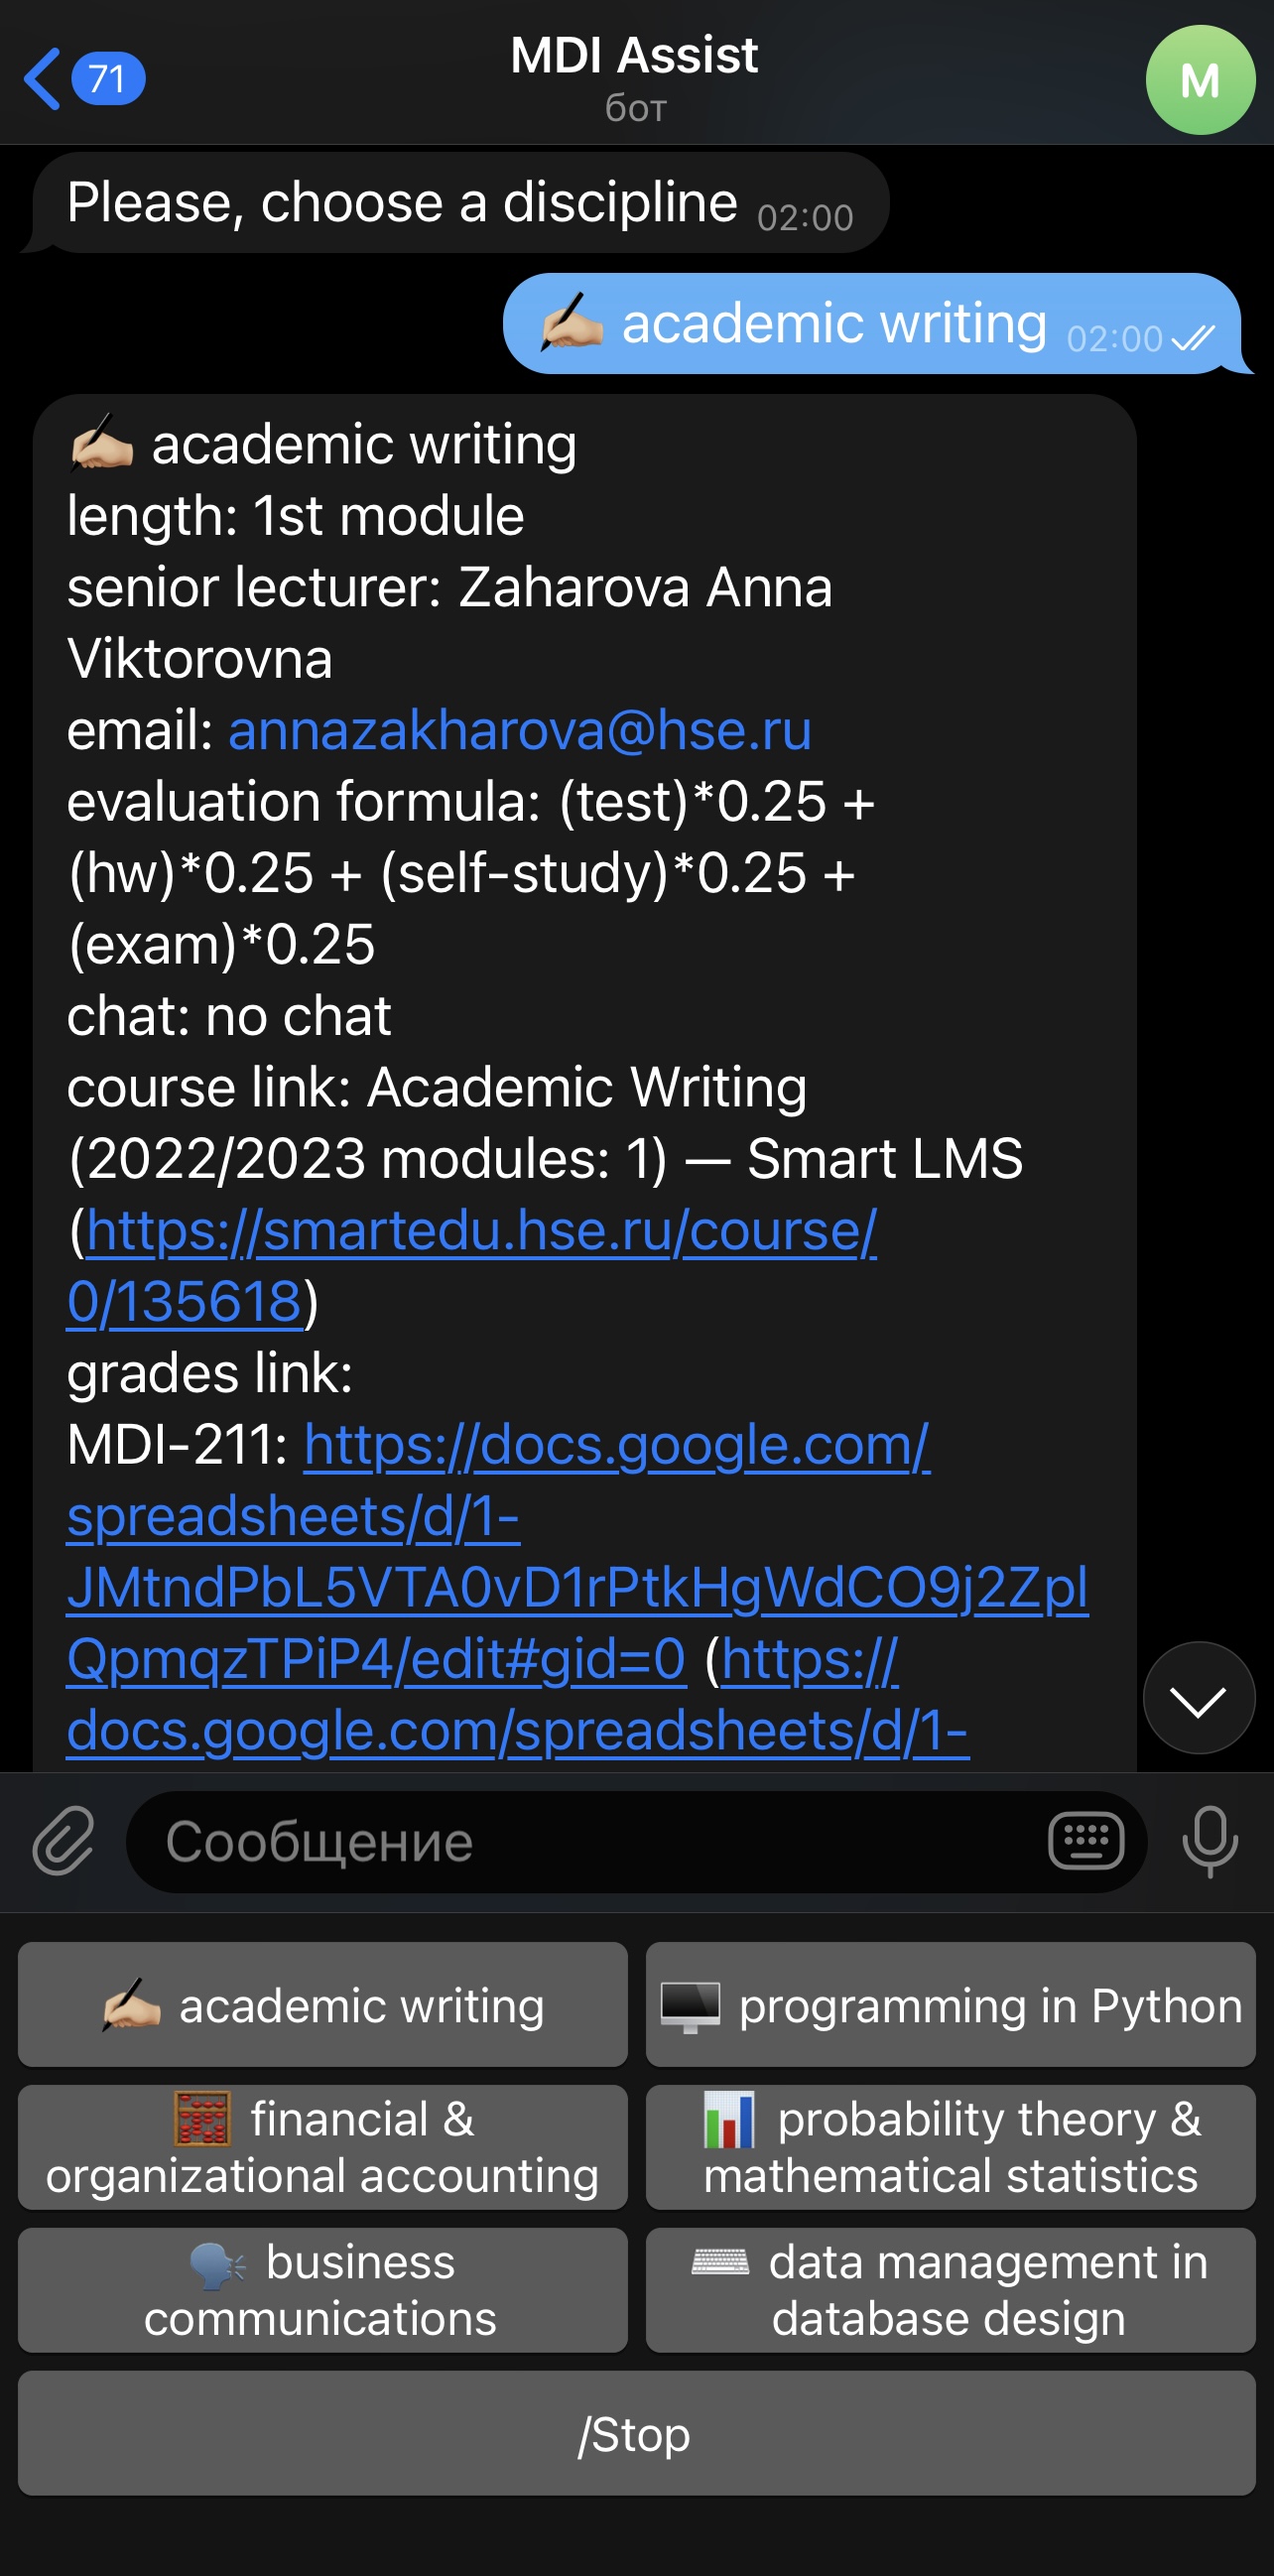 71
MDI Assist
бот
M
Please, choose a discipline 02:00
✍🏼 academic writing 02:00
✍🏼 academic writing
length: 1st module
senior lecturer: Zaharova Anna
Viktorovna
email: annazakharova@hse.ru
evaluation formula: (test)*0.25 +
(hw)*0.25 + (self-study)*0.25 +
(exam)*0.25
chat: no chat
course link: Academic Writing
(2022/2023 modules: 1) — Smart LMS
(https://smartedu.hse.ru/course/
0/135618)
grades link:
MDI-211: https://docs.google.com/
spreadsheets/d/1-
JMtndPbL5VTA0vD1rPtkHgWdCO9j2Zpl
QpmqzTPiP4/edit#gid=0 (https://
docs.google.com/spreadsheets/d/1-
Сообщение
✍🏼 academic writing
🖥 programming in Python
🧮 financial &
organizational accounting
📊 probability theory &
mathematical statistics
🗣 business
communications
⌨️ data management in
database design
/Stop